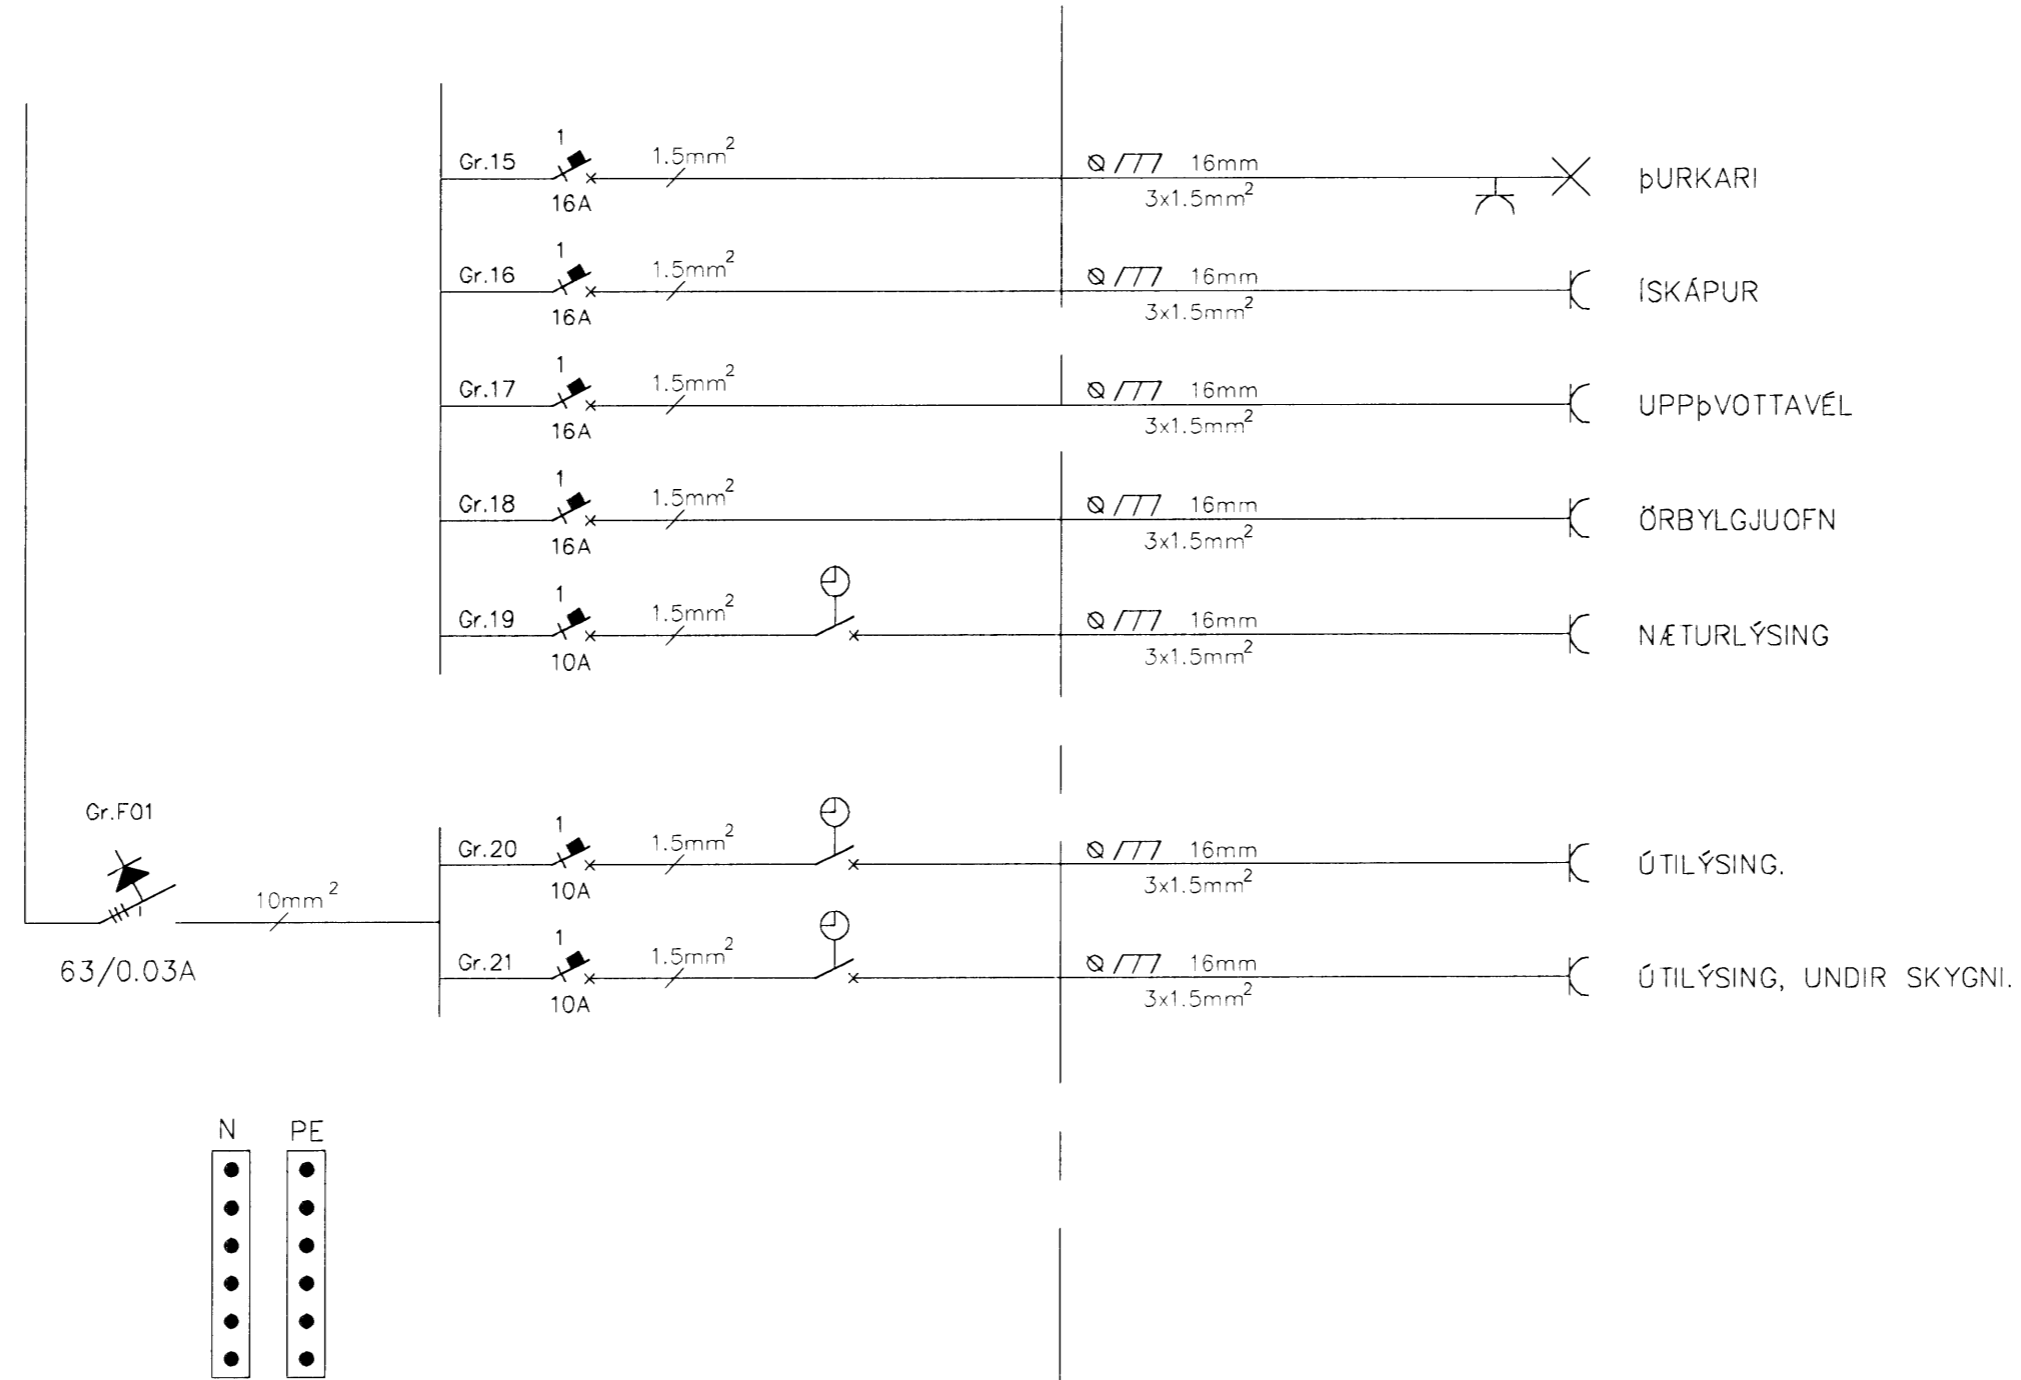 1
Gr.15 1.5mm² Ø 16mm ÞURKARI
16A 3x1.5mm²
1
Gr.16 1.5mm² Ø 16mm ÍSKÁPUR
16A 3x1.5mm²
1
Gr.17 1.5mm² Ø 16mm UPPÞVOTTAVÉL
16A 3x1.5mm²
1
Gr.18 1.5mm² Ø 16mm ÖRBYLGJUOFN
16A 3x1.5mm²
1
Gr.19 1.5mm² Ø 16mm NÆTURLÝSING
10A 3x1.5mm²
Gr.F01
10mm²
63/0.03A
1
Gr.20 1.5mm² Ø 16mm ÚTILÝSING.
10A 3x1.5mm²
1
Gr.21 1.5mm² Ø 16mm ÚTILÝSING, UNDIR SKYGNI.
10A 3x1.5mm²
N PE